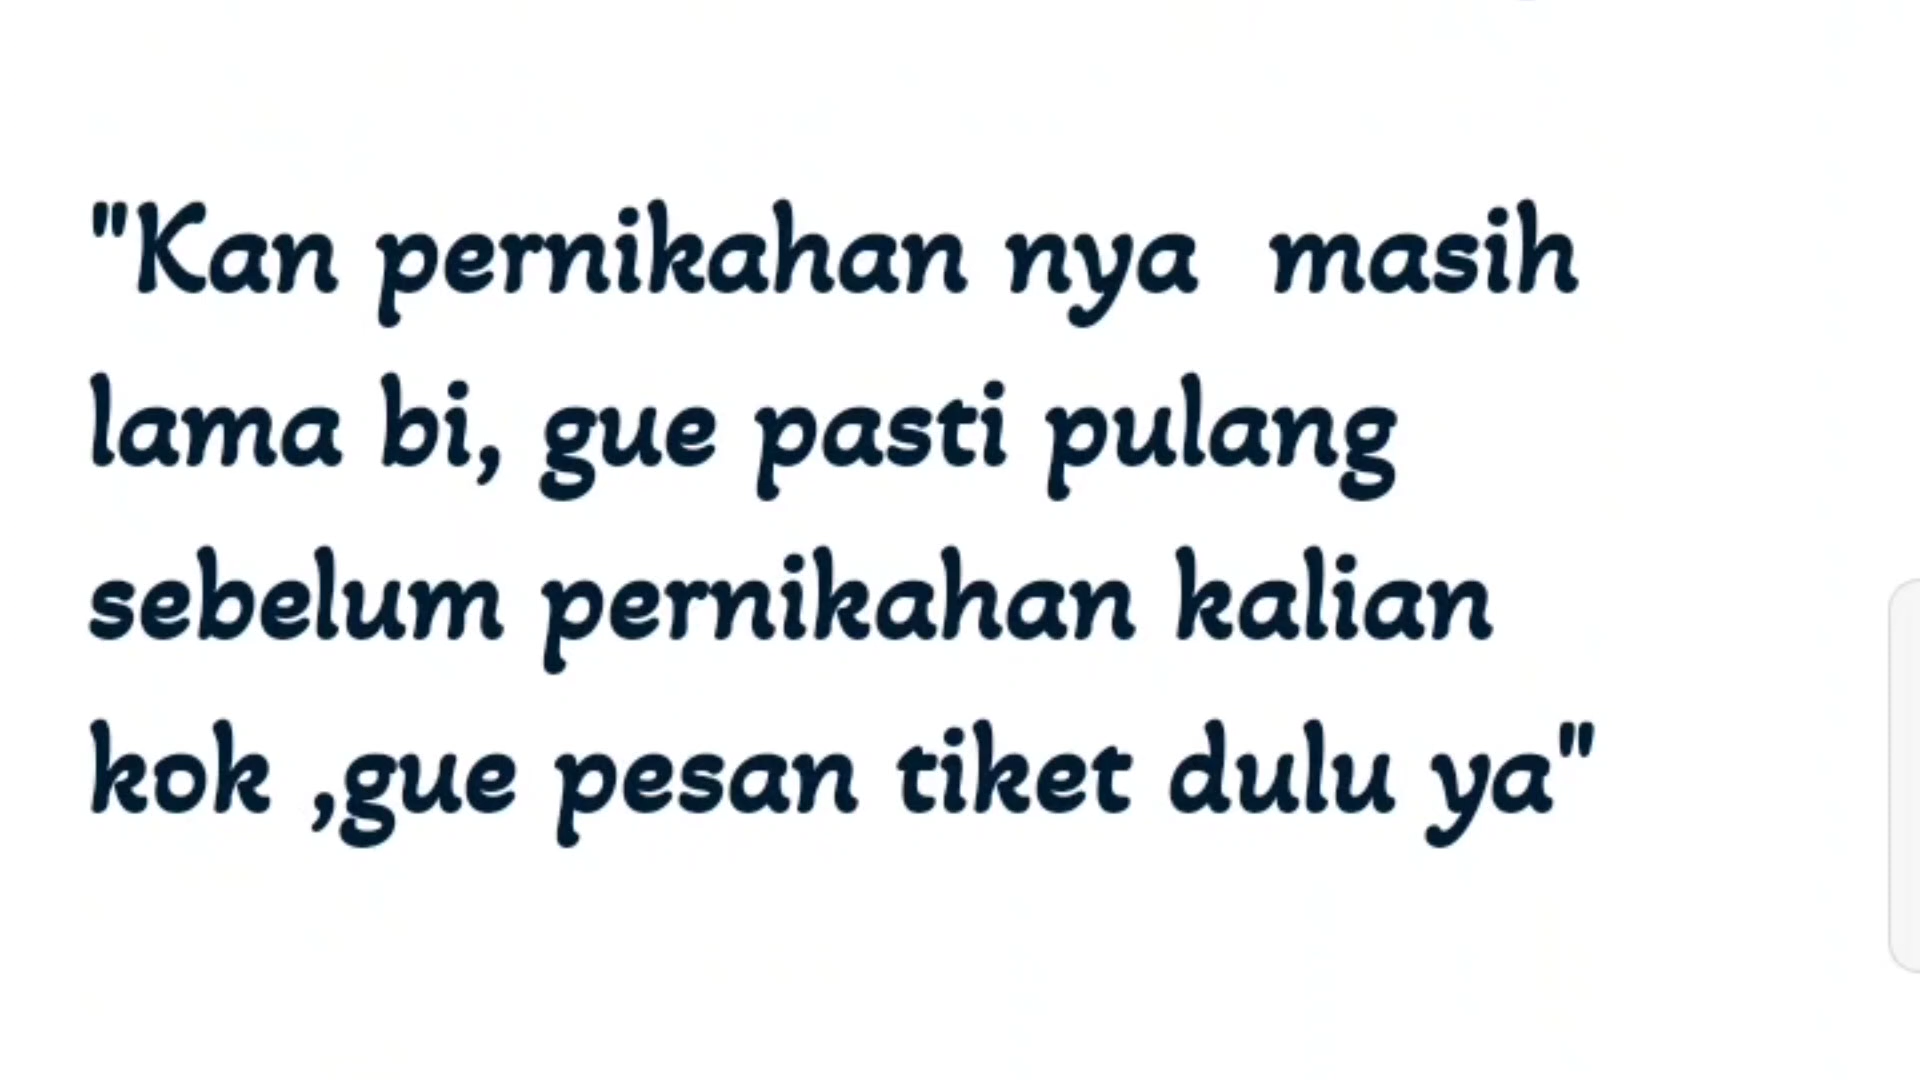 "Kan pernikahan nya  masih
lama bi, gue pasti pulang
sebelum pernikahan kalian
kok ,gue pesan tiket dulu ya"